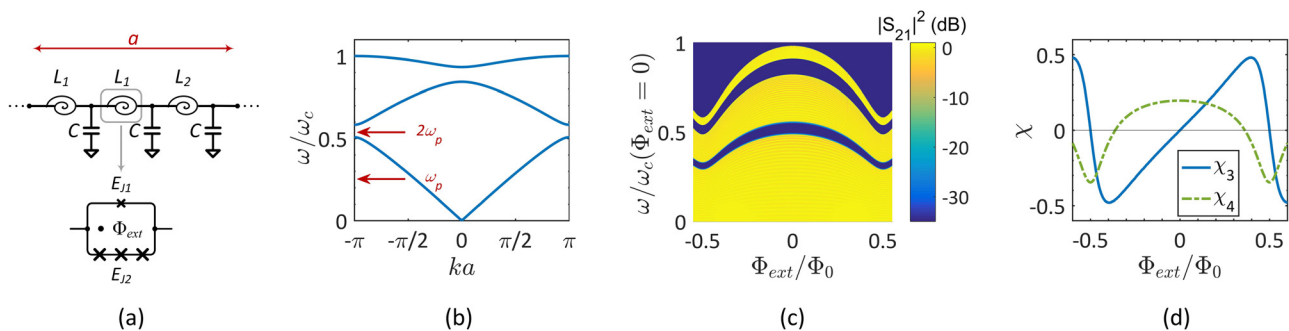 a
L1 L1 L2
C C C
EJ1
Φext
EJ2
(a)
ω/ωc
1
0.5
0
2ωp
ωp
-π -π/2 0 π/2 π
ka
(b)
|S21|² (dB)
ω/ωc(Φext = 0)
1
0.5
0
-0.5 0 0.5
Φext/Φ0
0
-10
-20
-30
(c)
χ
0.5
0
-0.5
χ3
χ4
-0.5 0 0.5
Φext/Φ0
(d)